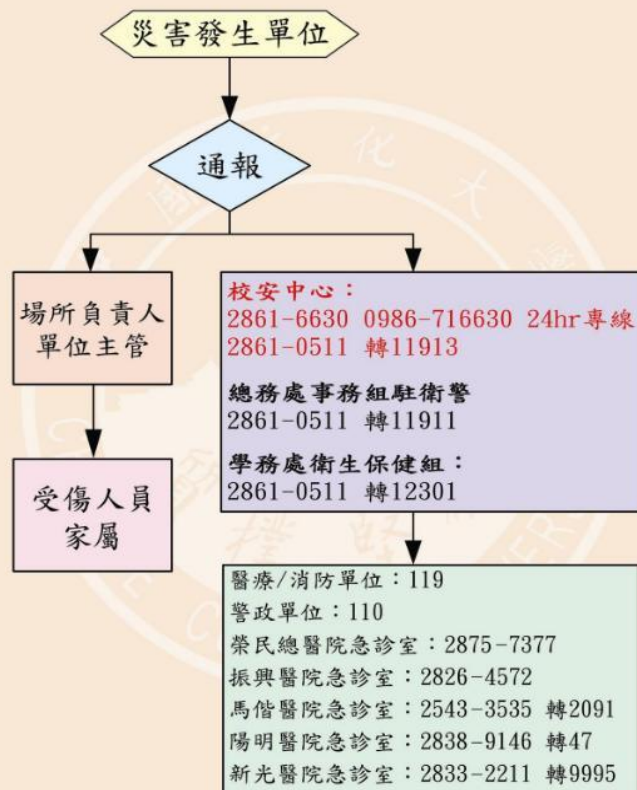 災害發生單位
通報
場所負責人
單位主管
受傷人員
家屬
校安中心：
2861-6630 0986-716630 24hr專線
2861-0511 轉11913
總務處事務組駐衛警
2861-0511 轉11911
學務處衛生保健組：
2861-0511 轉12301
醫療/消防單位：119
警政單位：110
榮民總醫院急診室：2875-7377
振興醫院急診室：2826-4572
馬偕醫院急診室：2543-3535 轉2091
陽明醫院急診室：2838-9146 轉47
新光醫院急診室：2833-2211 轉9995